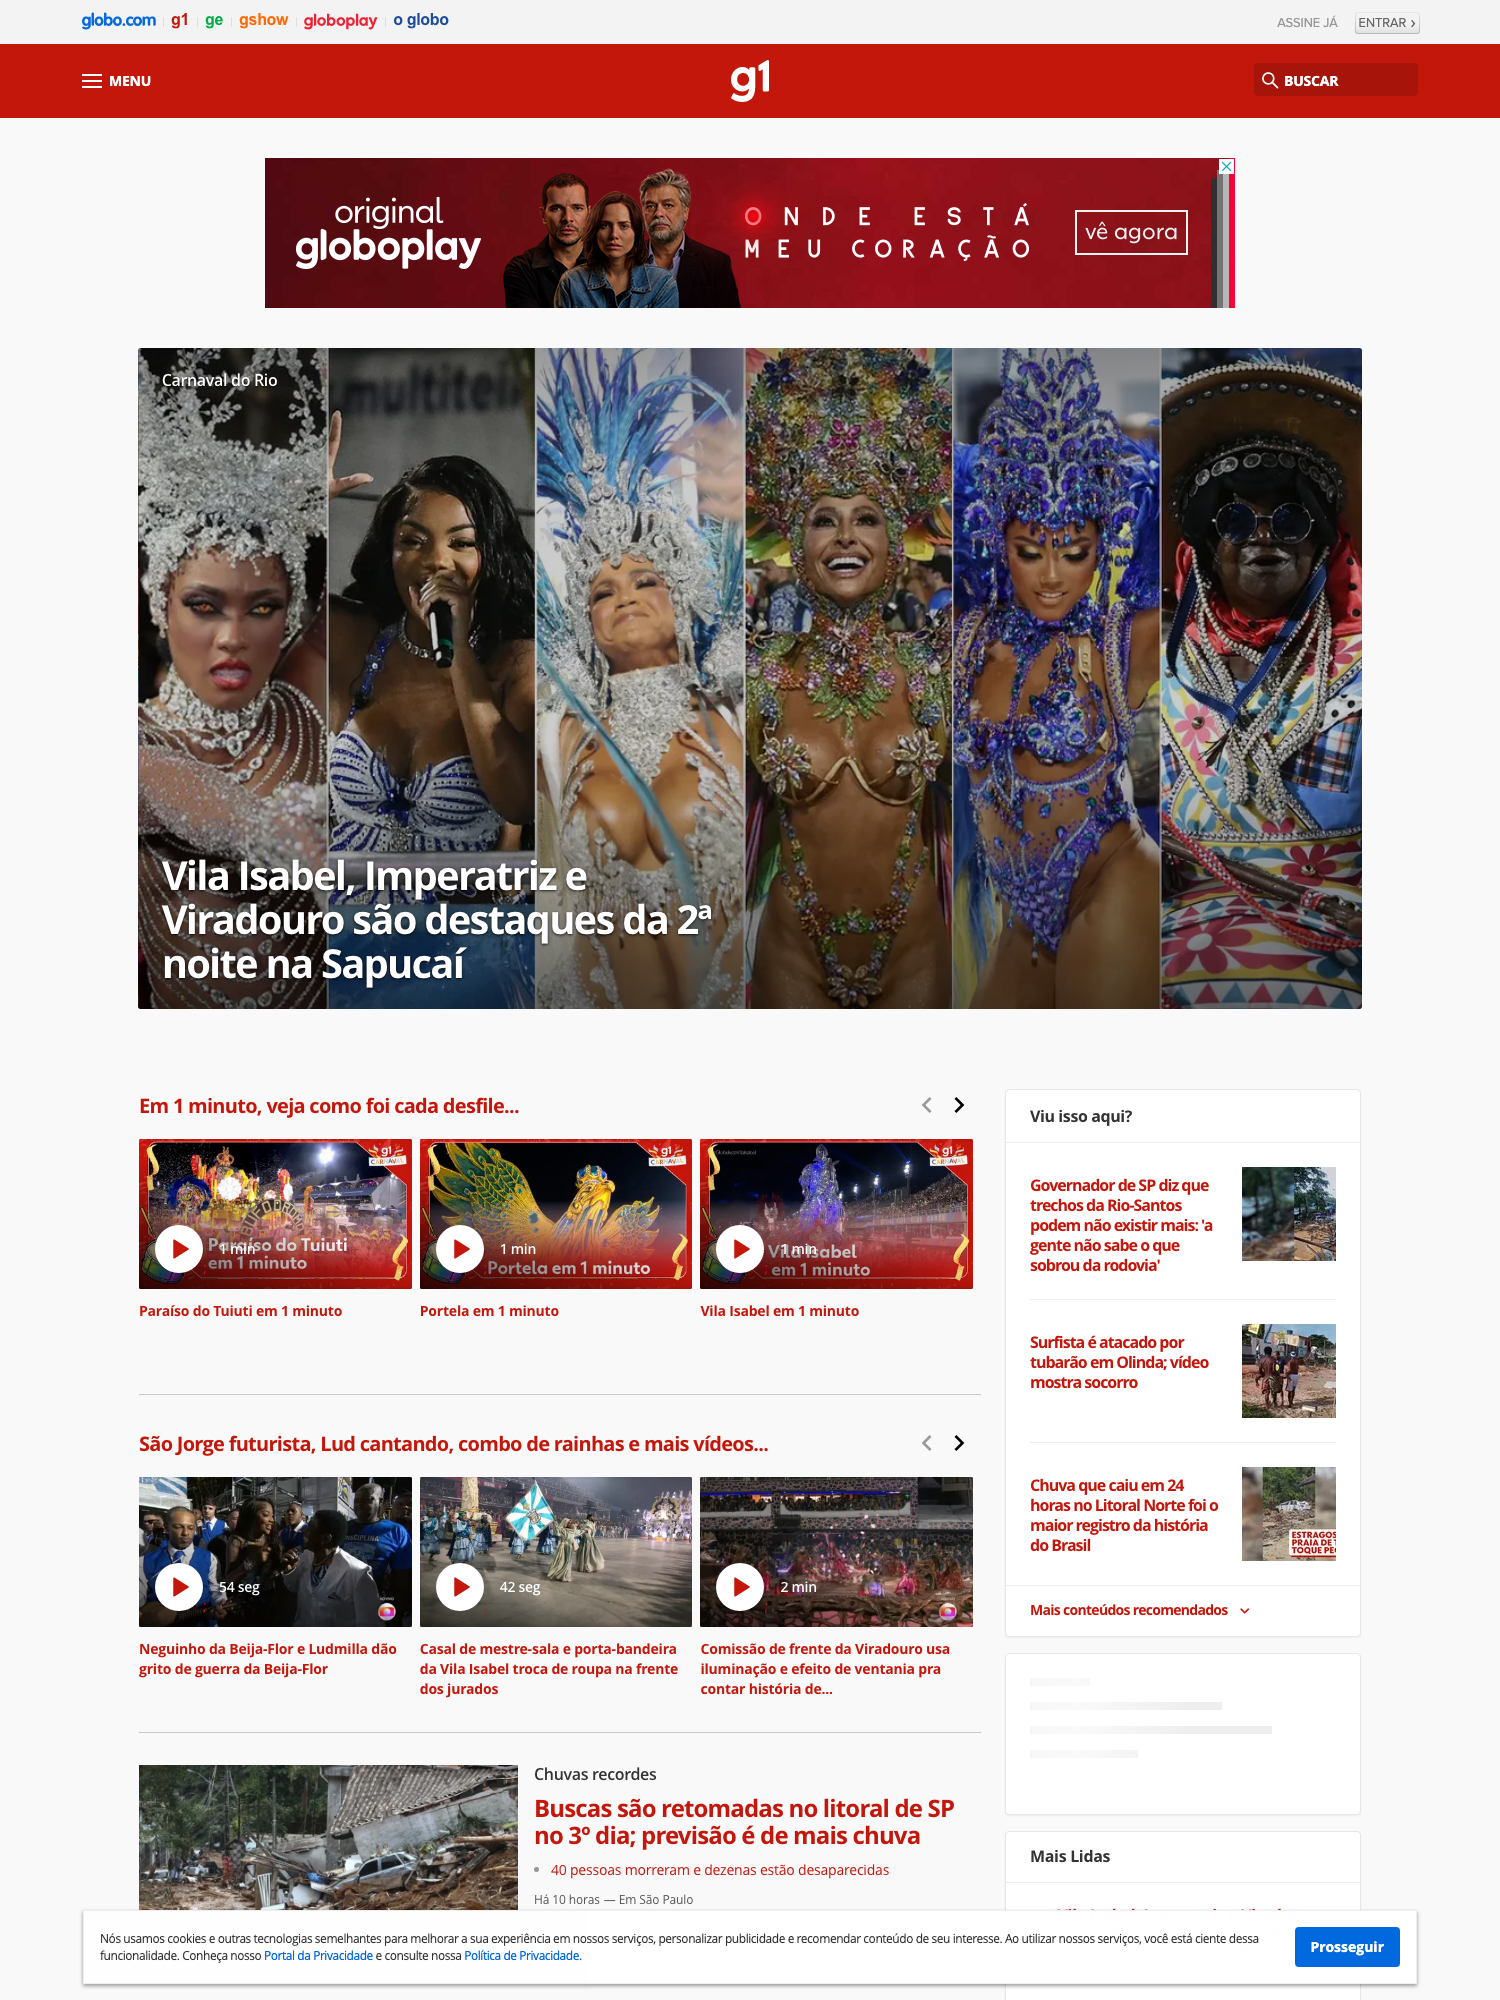 globo.com g1 ge gshow globoplay o globo
ASSINE JÁ ENTRAR ›
MENU g1 BUSCAR
original
globoplay
ONDE ESTÁ
MEU CORAÇÃO
vê agora
Carnaval do Rio
Vila Isabel, Imperatriz e
Viradouro são destaques da 2ª
noite na Sapucaí
Em 1 minuto, veja como foi cada desfile...
g1
CARNAVAL
Paraíso do Tuiuti
em 1 minuto
1 min
Paraíso do Tuiuti em 1 minuto
g1
CARNAVAL
1 min
Portela em 1 minuto
Portela em 1 minuto
g1
CARNAVAL
Vila Isabel
em 1 minuto
1 min
Vila Isabel em 1 minuto
São Jorge futurista, Lud cantando, combo de rainhas e mais vídeos...
54 seg
Neguinho da Beija-Flor e Ludmilla dão
grito de guerra da Beija-Flor
42 seg
Casal de mestre-sala e porta-bandeira
da Vila Isabel troca de roupa na frente
dos jurados
2 min
Comissão de frente da Viradouro usa
iluminação e efeito de ventania pra
contar história de...
Chuvas recordes
Buscas são retomadas no litoral de SP
no 3º dia; previsão é de mais chuva
40 pessoas morreram e dezenas estão desaparecidas
Há 10 horas — Em São Paulo
Viu isso aqui?
Governador de SP diz que
trechos da Rio-Santos
podem não existir mais: 'a
gente não sabe o que
sobrou da rodovia'
Surfista é atacado por
tubarão em Olinda; vídeo
mostra socorro
Chuva que caiu em 24
horas no Litoral Norte foi o
maior registro da história
do Brasil
ESTRAGOS
PRAIA DE
TOQUE
Mais conteúdos recomendados
Mais Lidas
Nós usamos cookies e outras tecnologias semelhantes para melhorar a sua experiência em nossos serviços, personalizar publicidade e recomendar conteúdo de seu interesse. Ao utilizar nossos serviços, você está ciente dessa
funcionalidade. Conheça nosso Portal da Privacidade e consulte nossa Política de Privacidade.
Prosseguir